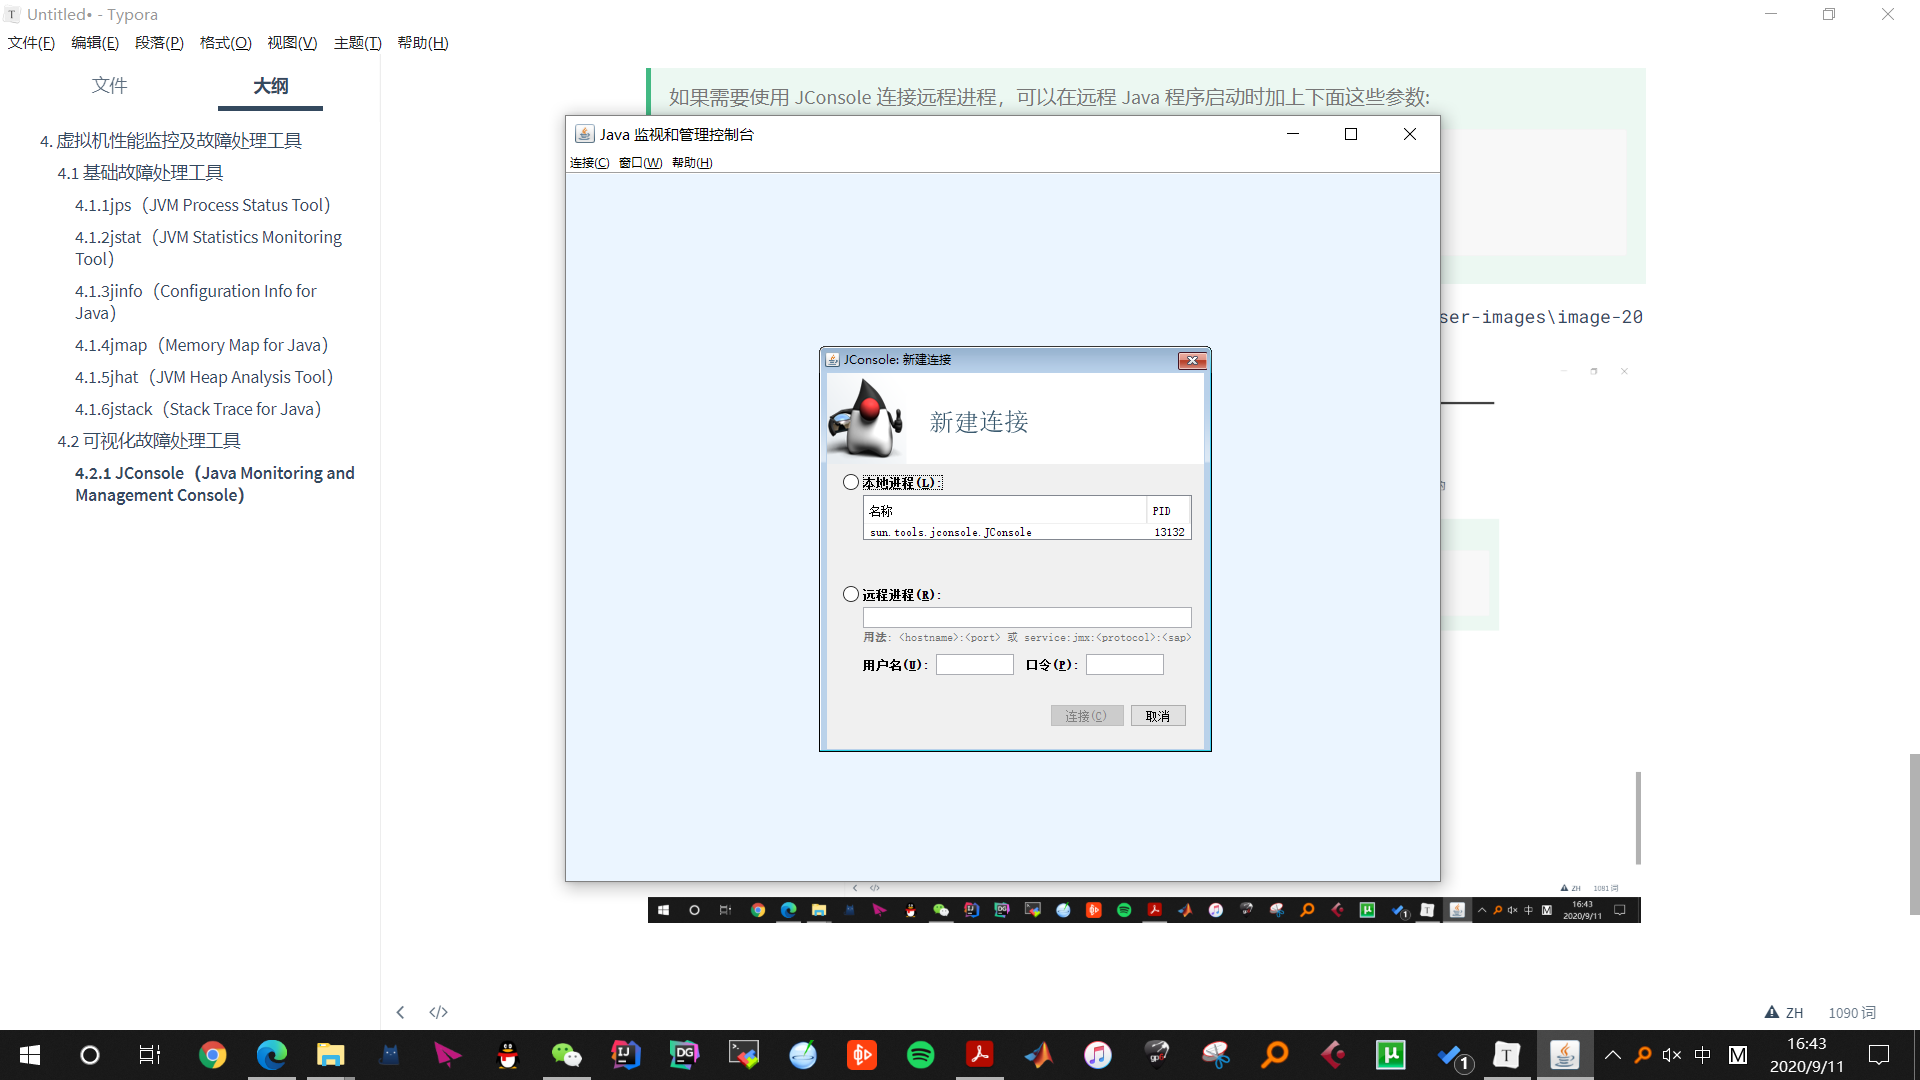 Untitled• - Typora
文件(F) 编辑(E) 段落(P) 格式(O) 视图(V) 主题(T) 帮助(H)
文件 大纲
4. 虚拟机性能监控及故障处理工具
4.1 基础故障处理工具
4.1.1jps（JVM Process Status Tool）
4.1.2jstat（JVM Statistics Monitoring
Tool）
4.1.3jinfo（Configuration Info for
Java）
4.1.4jmap（Memory Map for Java）
4.1.5jhat（JVM Heap Analysis Tool）
4.1.6jstack（Stack Trace for Java）
4.2 可视化故障处理工具
4.2.1 JConsole（Java Monitoring and
Management Console）
如果需要使用 JConsole 连接远程进程，可以在远程 Java 程序启动时加上下面这些参数:
Java 监视和管理控制台
连接(C) 窗口(W) 帮助(H)
ser-images\image-20
JConsole: 新建连接
新建连接
本地进程(L):
名称 PID
sun.tools.jconsole.JConsole 13132
远程进程(R):
用法: <hostname>:<port> 或 service:jmx:<protocol>:<sap>
用户名(U): 口令(P):
连接(C) 取消
ZH 1081 词
16:43
2020/9/11
ZH 1090 词
中 M
16:43
2020/9/11